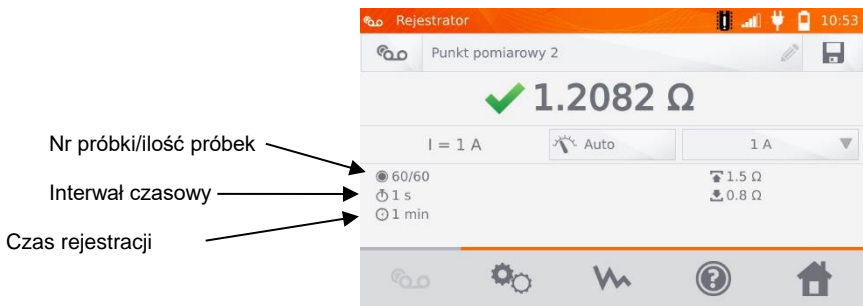 Rejestrator 10:53
Punkt pomiarowy 2
1.2082 Ω
I = 1 A Auto 1 A
Nr próbki/ilość próbek
60/60 1.5 Ω
Interwał czasowy
1 s 0.8 Ω
Czas rejestracji
1 min